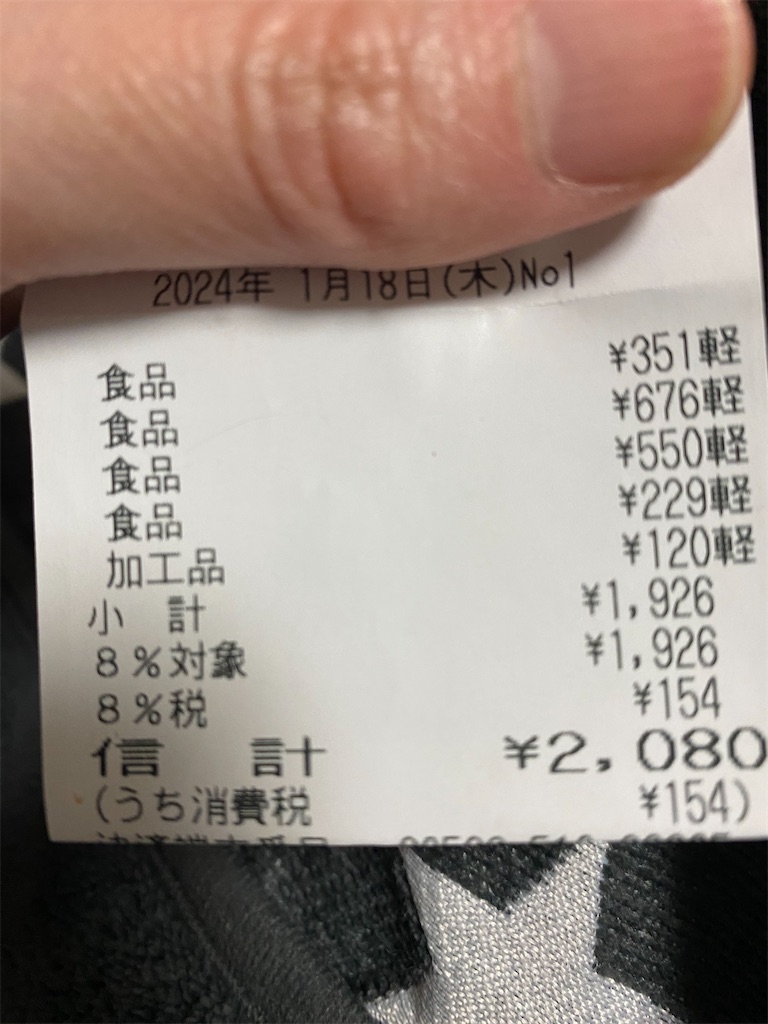 2024年 1月18日(木)No1
食品 ¥351軽
食品 ¥676軽
食品 ¥550軽
食品 ¥229軽
加工品 ¥120軽
小 計 ¥1,926
8%対象 ¥1,926
8%税 ¥154
信 計 ¥2,080
(うち消費税 ¥154)